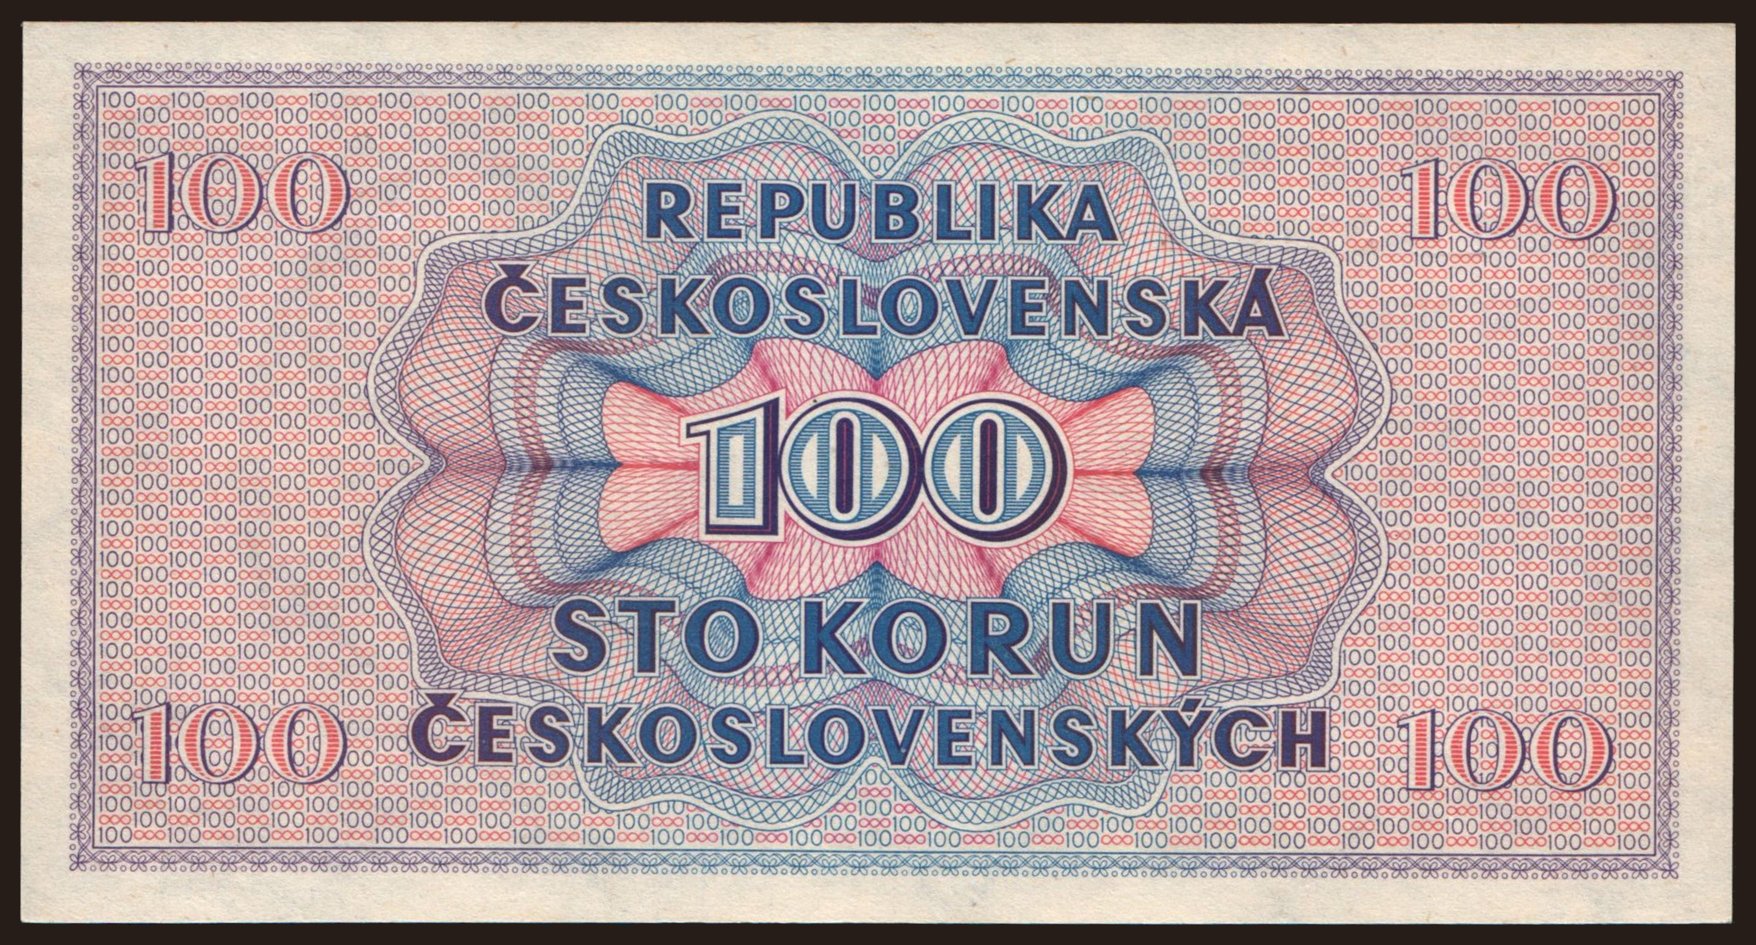 100 100
REPUBLIKA
ČESKOSLOVENSKÁ
100
STO KORUN
ČESKOSLOVENSKÝCH
100 100